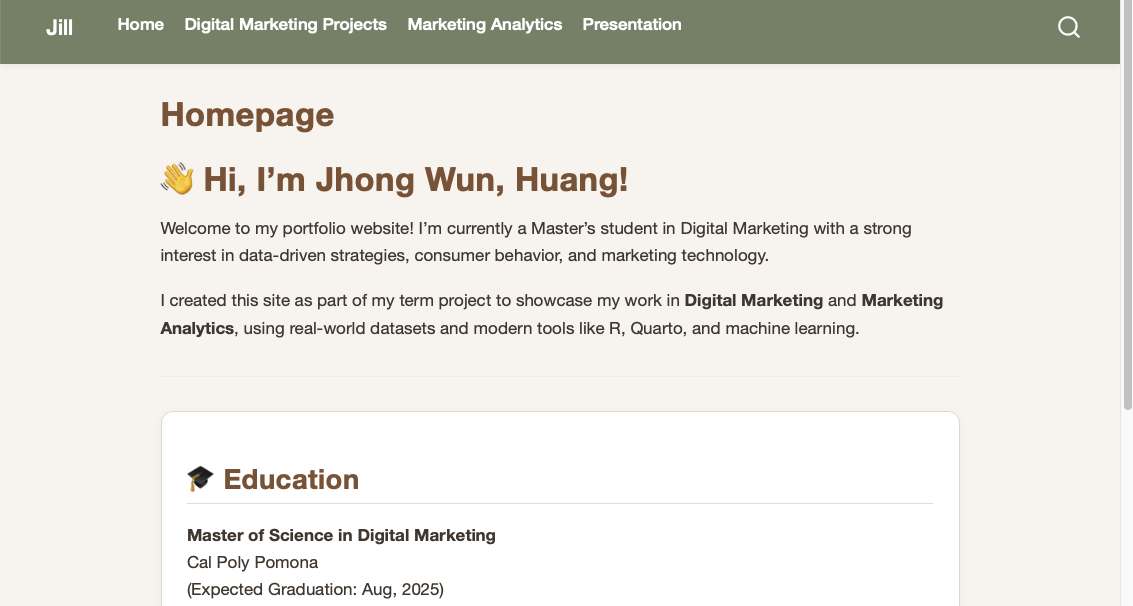 Jill Home Digital Marketing Projects Marketing Analytics Presentation
Homepage
👋 Hi, I’m Jhong Wun, Huang!
Welcome to my portfolio website! I’m currently a Master’s student in Digital Marketing with a strong
interest in data-driven strategies, consumer behavior, and marketing technology.
I created this site as part of my term project to showcase my work in Digital Marketing and Marketing
Analytics, using real-world datasets and modern tools like R, Quarto, and machine learning.
🎓 Education
Master of Science in Digital Marketing
Cal Poly Pomona
(Expected Graduation: Aug, 2025)